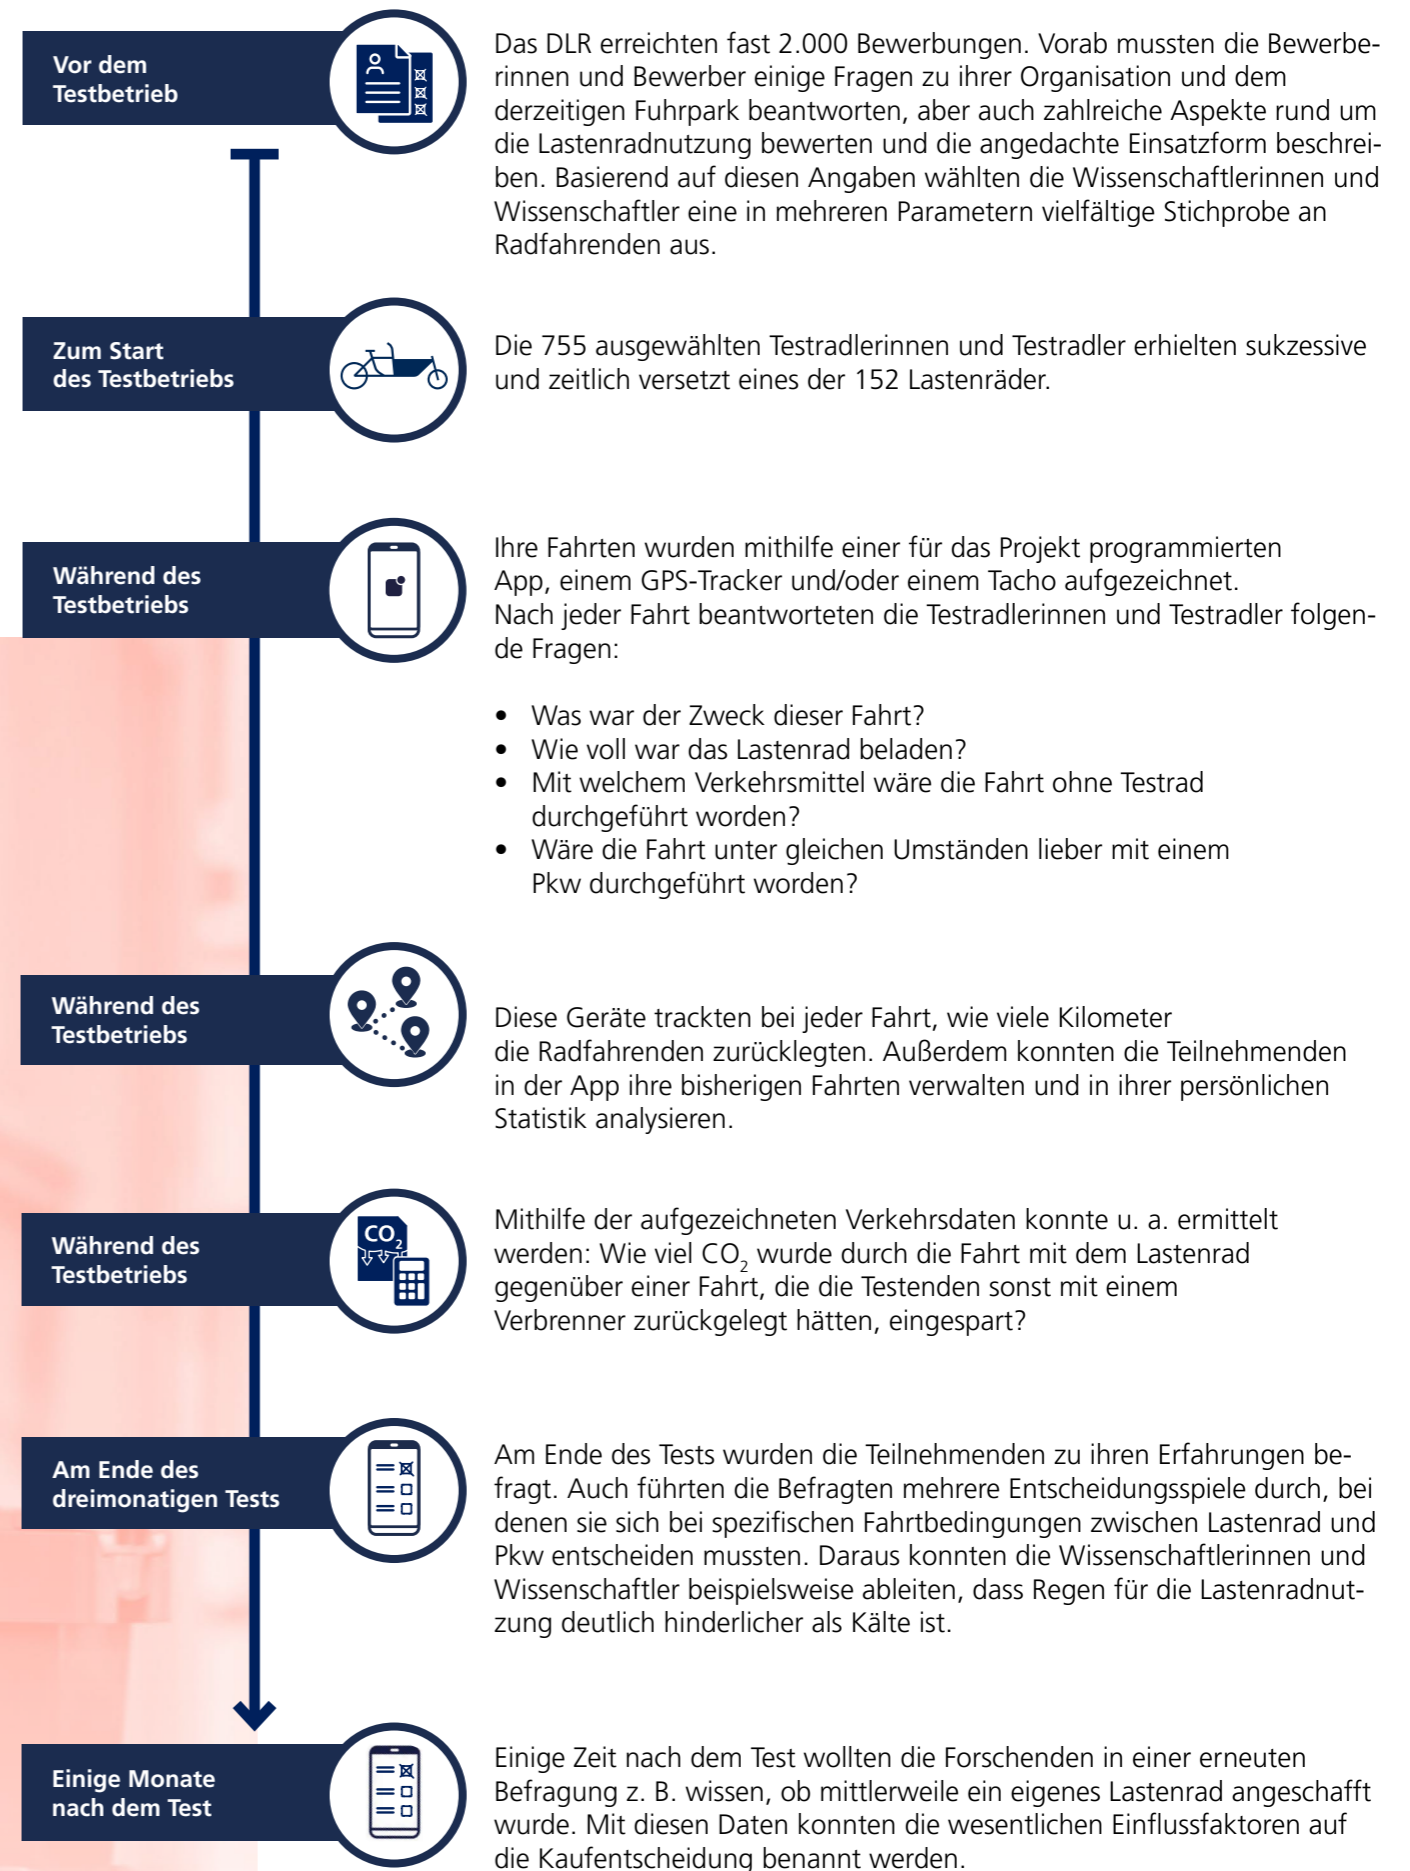 Vor dem
Testbetrieb
Das DLR erreichten fast 2.000 Bewerbungen. Vorab mussten die Bewerbe-
rinnen und Bewerber einige Fragen zu ihrer Organisation und dem
derzeitigen Fuhrpark beantworten, aber auch zahlreiche Aspekte rund um
die Lastenradnutzung bewerten und die angedachte Einsatzform beschrei-
ben. Basierend auf diesen Angaben wählten die Wissenschaftlerinnen und
Wissenschaftler eine in mehreren Parametern vielfältige Stichprobe an
Radfahrenden aus.
Zum Start
des Testbetriebs
Die 755 ausgewählten Testradlerinnen und Testradler erhielten sukzessive
und zeitlich versetzt eines der 152 Lastenräder.
Während des
Testbetriebs
Ihre Fahrten wurden mithilfe einer für das Projekt programmierten
App, einem GPS-Tracker und/oder einem Tacho aufgezeichnet.
Nach jeder Fahrt beantworteten die Testradlerinnen und Testradler folgen-
de Fragen:
• Was war der Zweck dieser Fahrt?
• Wie voll war das Lastenrad beladen?
• Mit welchem Verkehrsmittel wäre die Fahrt ohne Testrad
durchgeführt worden?
• Wäre die Fahrt unter gleichen Umständen lieber mit einem
Pkw durchgeführt worden?
Während des
Testbetriebs
Diese Geräte trackten bei jeder Fahrt, wie viele Kilometer
die Radfahrenden zurücklegten. Außerdem konnten die Teilnehmenden
in der App ihre bisherigen Fahrten verwalten und in ihrer persönlichen
Statistik analysieren.
Während des
Testbetriebs
CO₂
Mithilfe der aufgezeichneten Verkehrsdaten konnte u. a. ermittelt
werden: Wie viel CO₂ wurde durch die Fahrt mit dem Lastenrad
gegenüber einer Fahrt, die die Testenden sonst mit einem
Verbrenner zurückgelegt hätten, eingespart?
Am Ende des
dreimonatigen Tests
Am Ende des Tests wurden die Teilnehmenden zu ihren Erfahrungen be-
fragt. Auch führten die Befragten mehrere Entscheidungsspiele durch, bei
denen sie sich bei spezifischen Fahrtbedingungen zwischen Lastenrad und
Pkw entscheiden mussten. Daraus konnten die Wissenschaftlerinnen und
Wissenschaftler beispielsweise ableiten, dass Regen für die Lastenradnut-
zung deutlich hinderlicher als Kälte ist.
Einige Monate
nach dem Test
Einige Zeit nach dem Test wollten die Forschenden in einer erneuten
Befragung z. B. wissen, ob mittlerweile ein eigenes Lastenrad angeschafft
wurde. Mit diesen Daten konnten die wesentlichen Einflussfaktoren auf
die Kaufentscheidung benannt werden.